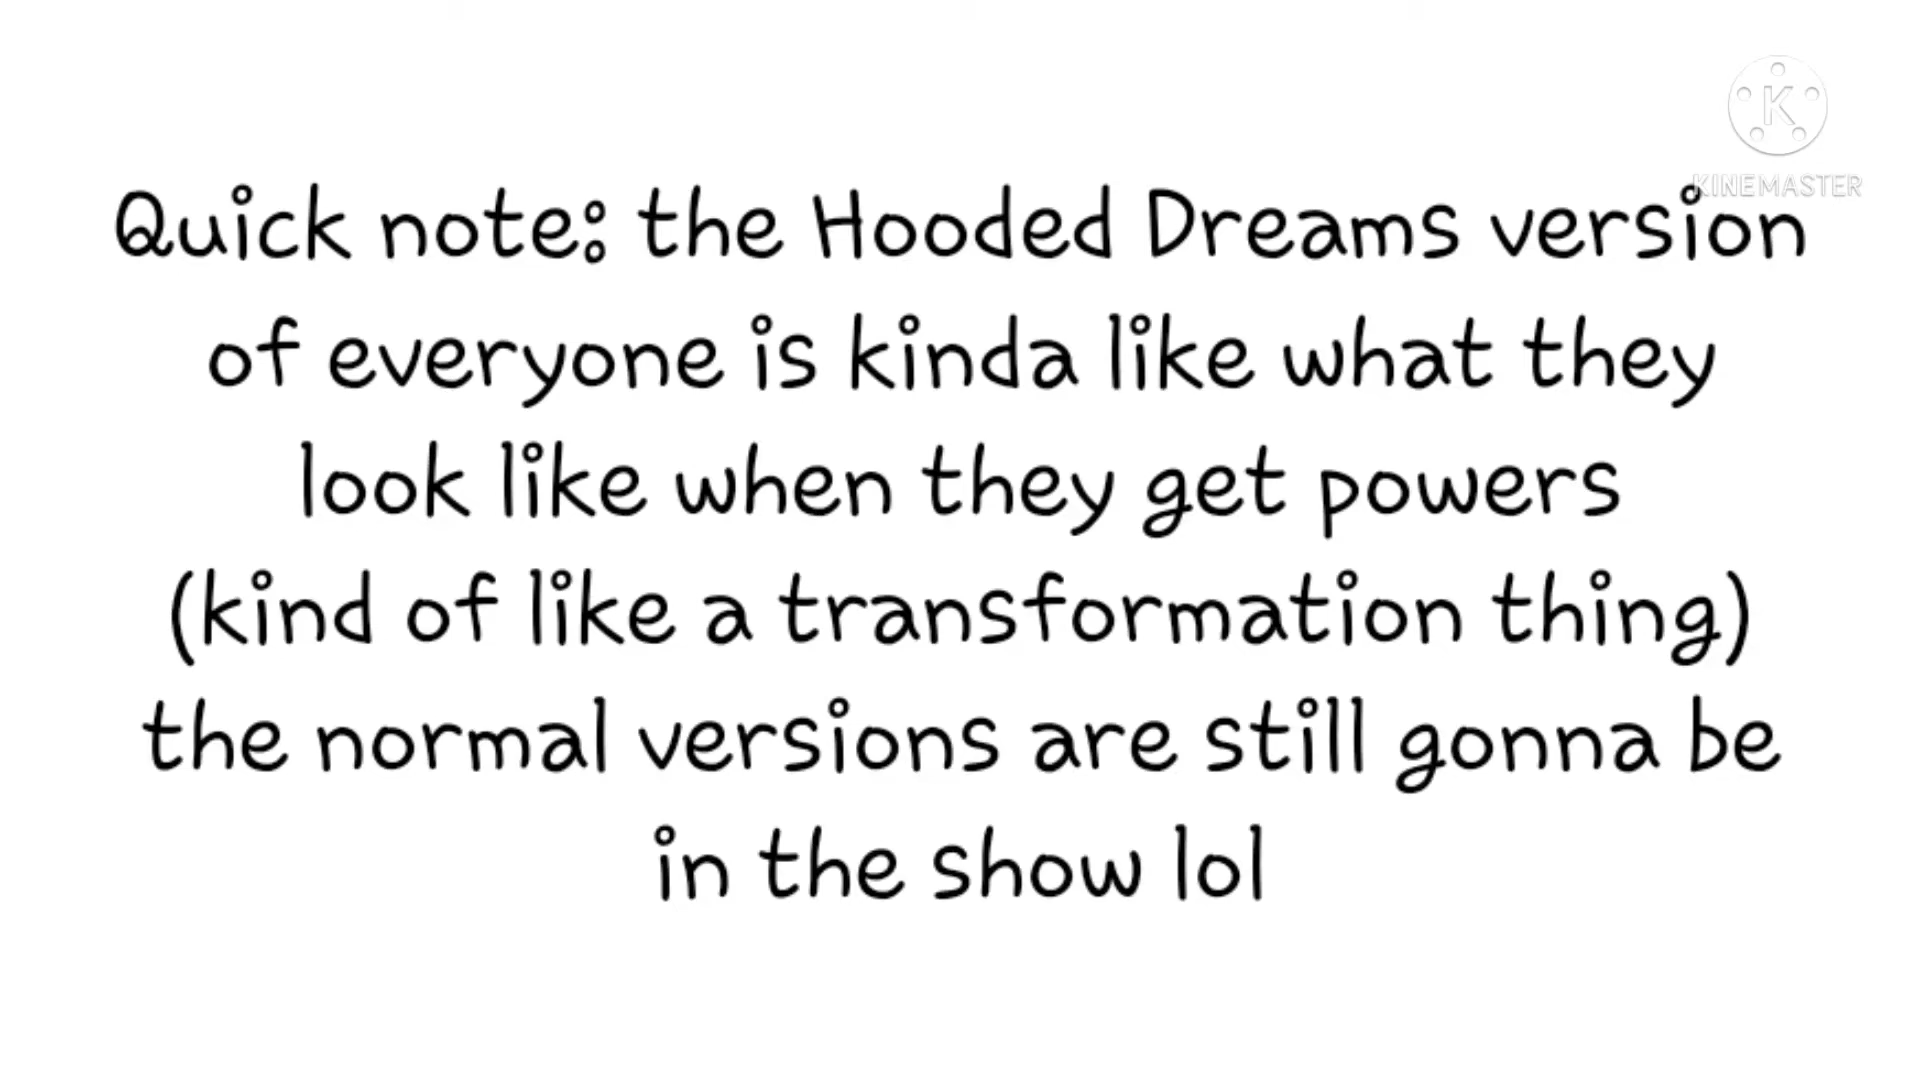 K
KINEMASTER
Quick note: the Hooded Dreams version
of everyone is kinda like what they
look like when they get powers
(kind of like a transformation thing)
the normal versions are still gonna be
in the show lol